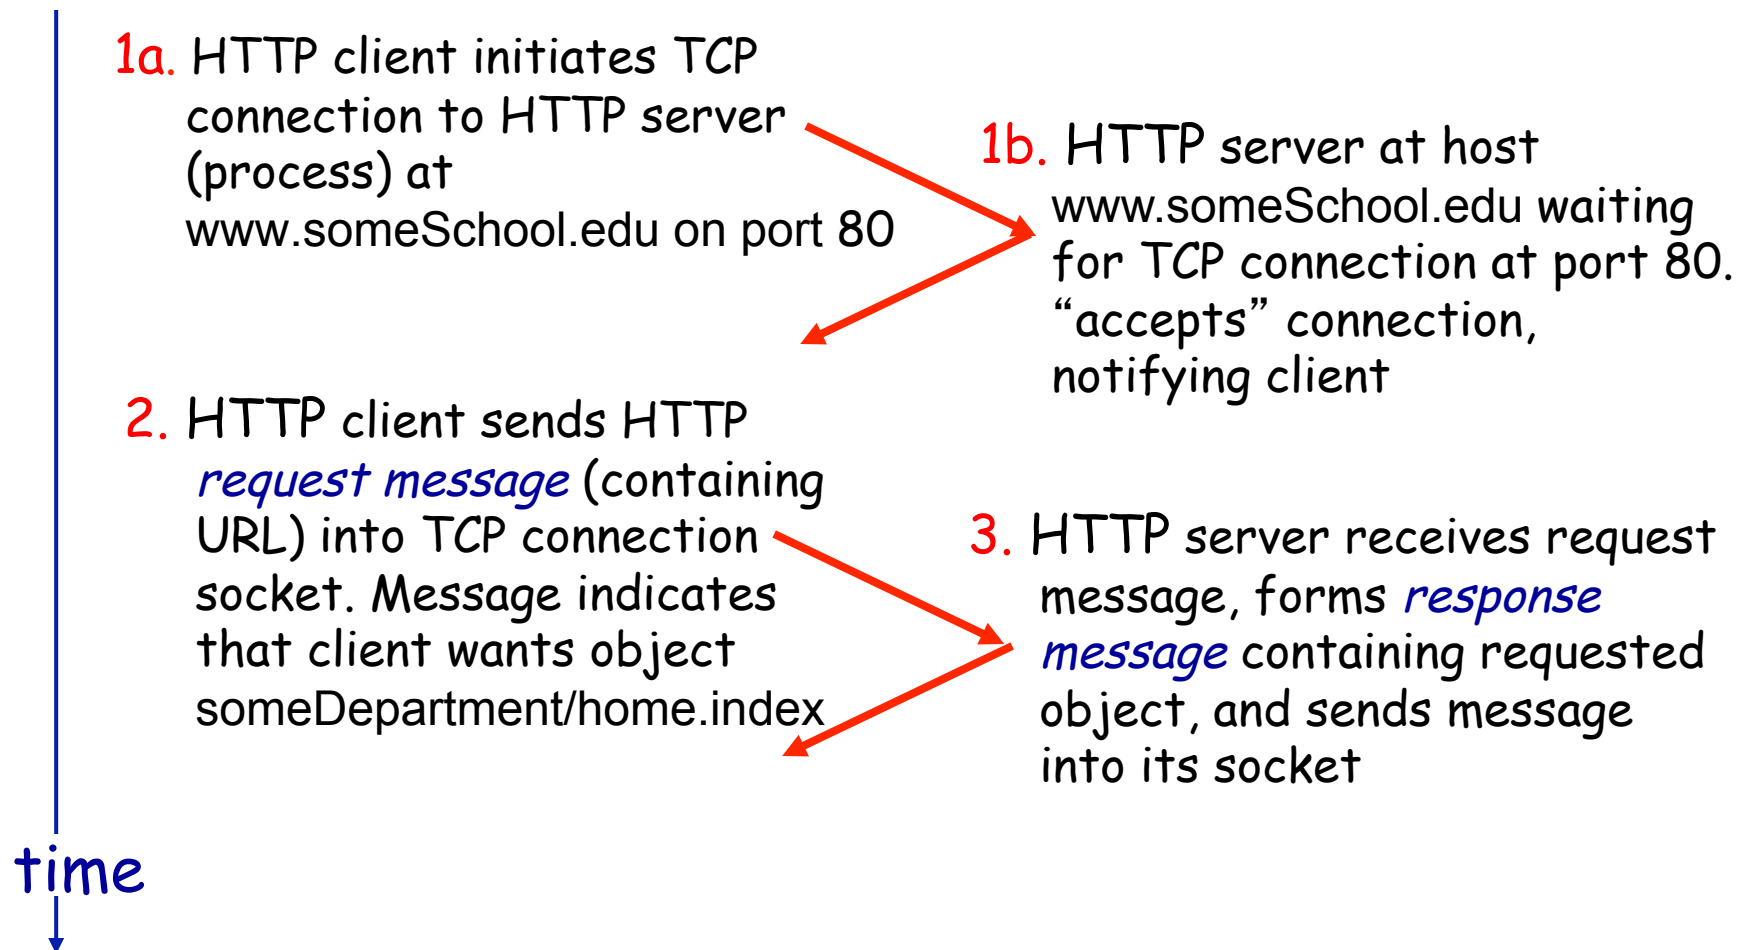 1a. HTTP client initiates TCP
connection to HTTP server
(process) at
www.someSchool.edu on port 80
1b. HTTP server at host
www.someSchool.edu waiting
for TCP connection at port 80.
“accepts” connection,
notifying client
2. HTTP client sends HTTP
request message (containing
URL) into TCP connection
socket. Message indicates
that client wants object
someDepartment/home.index
3. HTTP server receives request
message, forms response
message containing requested
object, and sends message
into its socket
time